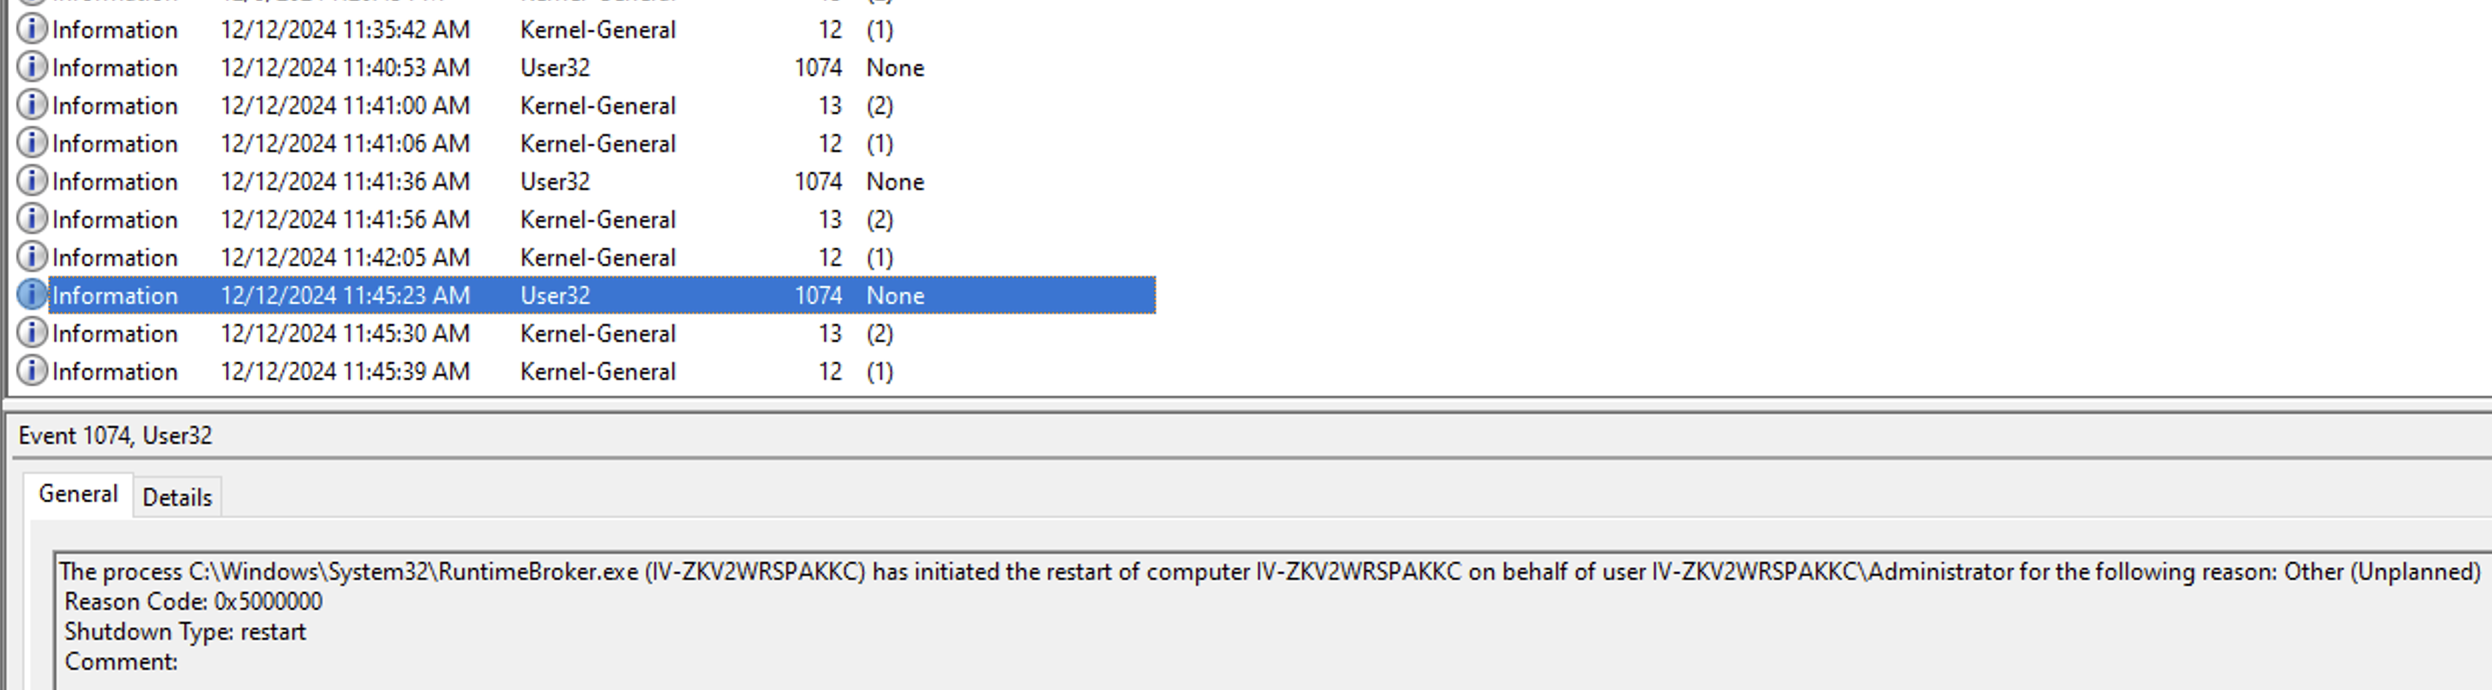 Information 12/12/2024 11:35:42 AM Kernel-General 12 (1)
Information 12/12/2024 11:40:53 AM User32 1074 None
Information 12/12/2024 11:41:00 AM Kernel-General 13 (2)
Information 12/12/2024 11:41:06 AM Kernel-General 12 (1)
Information 12/12/2024 11:41:36 AM User32 1074 None
Information 12/12/2024 11:41:56 AM Kernel-General 13 (2)
Information 12/12/2024 11:42:05 AM Kernel-General 12 (1)
Information 12/12/2024 11:45:23 AM User32 1074 None
Information 12/12/2024 11:45:30 AM Kernel-General 13 (2)
Information 12/12/2024 11:45:39 AM Kernel-General 12 (1)
Event 1074, User32
General Details
The process C:\Windows\System32\RuntimeBroker.exe (IV-ZKV2WRSPAKKC) has initiated the restart of computer IV-ZKV2WRSPAKKC on behalf of user IV-ZKV2WRSPAKKC\Administrator for the following reason: Other (Unplanned)
Reason Code: 0x5000000
Shutdown Type: restart
Comment: